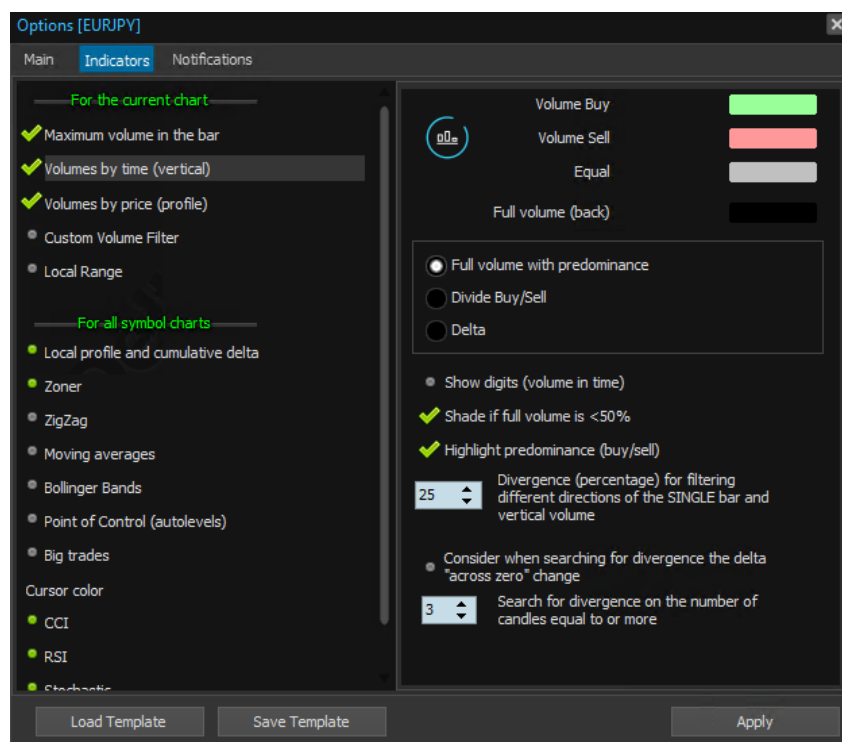 Options [EURJPY]
Main Indicators Notifications
For the current chart
Maximum volume in the bar
Volumes by time (vertical)
Volumes by price (profile)
Custom Volume Filter
Local Range
For all symbol charts
Local profile and cumulative delta
Zoner
ZigZag
Moving averages
Bollinger Bands
Point of Control (autolevels)
Big trades
Cursor color
CCI
RSI
Stochastic
Volume Buy
Volume Sell
Equal
Full volume (back)
Full volume with predominance
Divide Buy/Sell
Delta
Show digits (volume in time)
Shade if full volume is <50%
Highlight predominance (buy/sell)
25
Divergence (percentage) for filtering
different directions of the SINGLE bar and
vertical volume
Consider when searching for divergence the delta
"across zero" change
3
Search for divergence on the number of
candles equal to or more
Load Template Save Template Apply